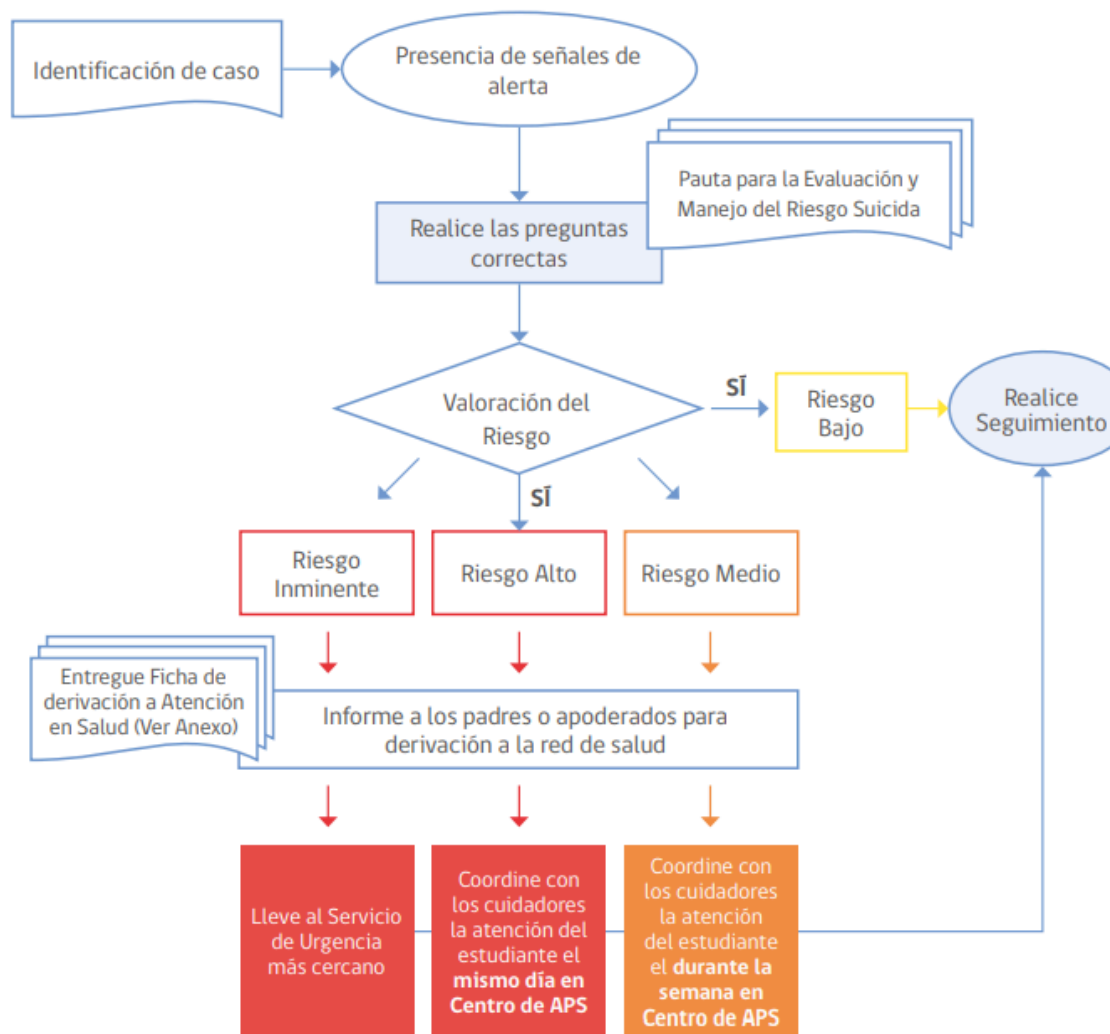 Identificación de caso
Presencia de señales de
alerta
Pauta para la Evaluación y
Manejo del Riesgo Suicida
Realice las preguntas
correctas
Valoración del
Riesgo
SÍ
Riesgo
Bajo
Realice
Seguimiento
SÍ
Riesgo
Inminente
Riesgo Alto
Riesgo Medio
Entregue Ficha de
derivación a Atención
en Salud (Ver Anexo)
Informe a los padres o apoderados para
derivación a la red de salud
Lleve al Servicio
de Urgencia
más cercano
Coordine con
los cuidadores
la atención del
estudiante el
mismo día en
Centro de APS
Coordine con
los cuidadores
la atención
del estudiante
el durante la
semana en
Centro de APS